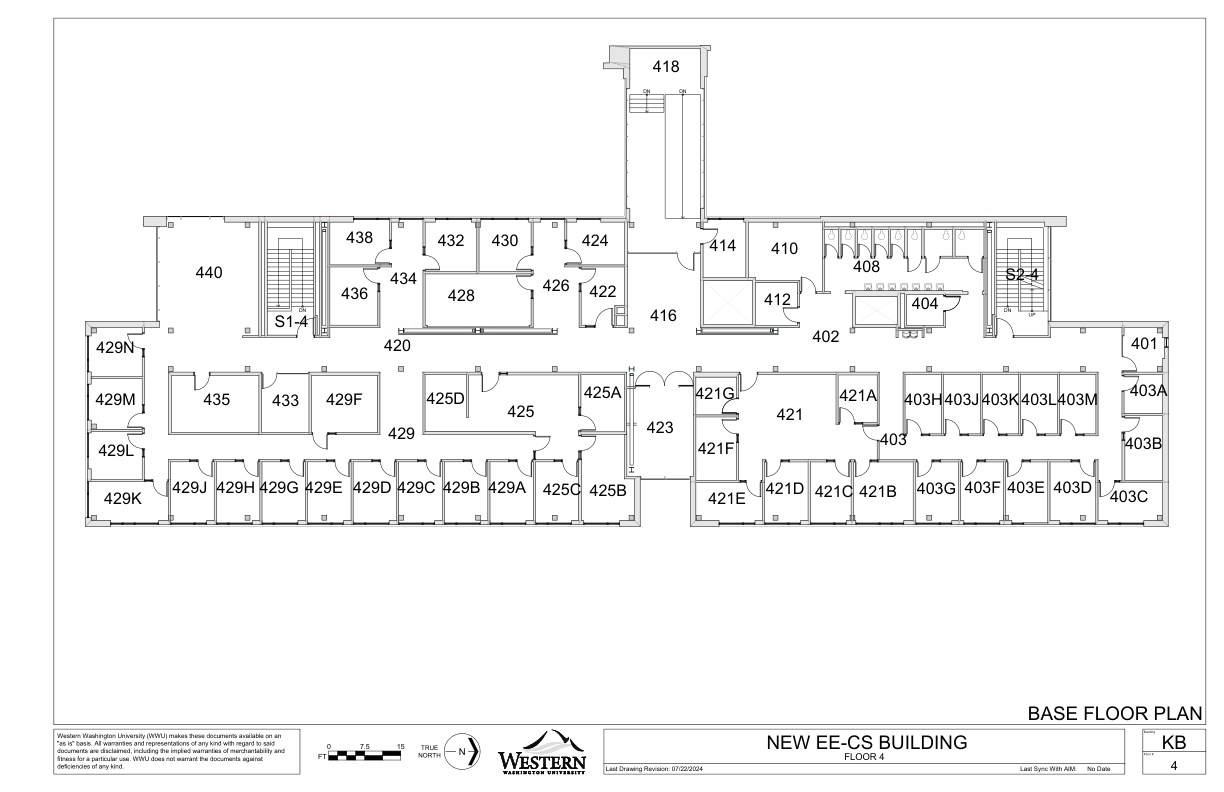 418
DN DN
438
432
430
424
414
410
440
434
408
436
428
426
422
412
404
S2-4
DN
S1-4
416
DN
UP
402
420
429N
401
429M
435
433
429F
425D
425
425A
421G
421
421A
403H
403J
403K
403L
403M
403A
429
423
403
403B
429L
421F
429K
429J
429H
429G
429E
429D
429C
429B
429A
425C
425B
421E
421D
421C
421B
403G
403F
403E
403D
403C
BASE FLOOR PLAN
Western Washington University (WWU) makes these documents available on an
"as is" basis. All warranties and representations of any kind with regard to said
documents are disclaimed, including the implied warranties of merchantability and
fitness for a particular use. WWU does not warrant the documents against
deficiencies of any kind.
0 7.5 15
FT
TRUE
NORTH
N
WESTERN
WASHINGTON UNIVERSITY
NEW EE-CS BUILDING
FLOOR 4
Last Drawing Revision: 07/22/2024
Last Sync With AIM: No Date
Building
KB
Floor #
4